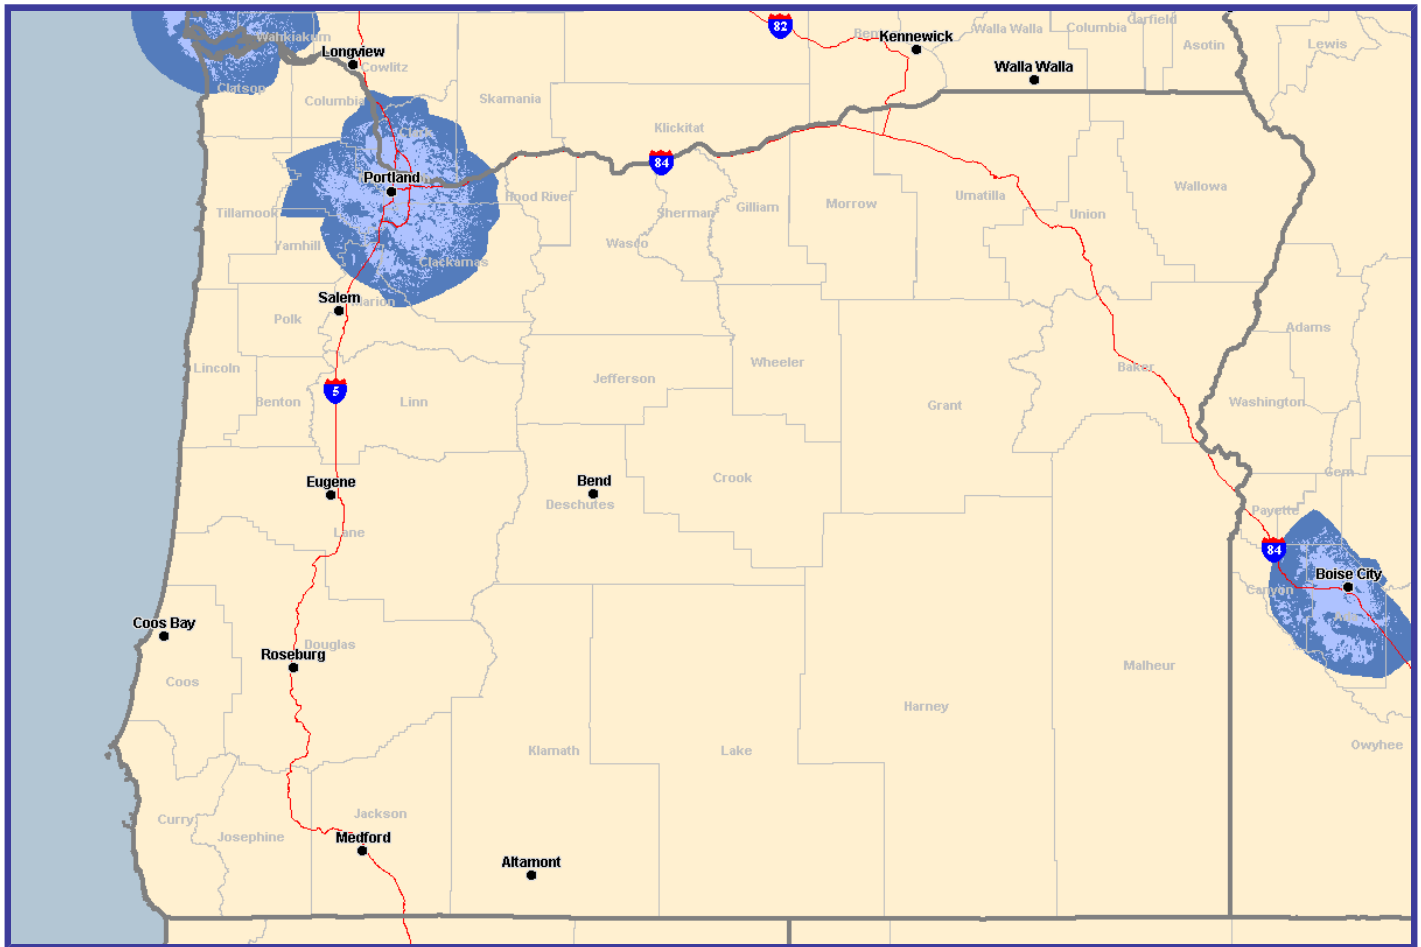 82
Garfield
Columbia
Walla Walla
Wahkiakum
Kennewick
Asotin
Lewis
Longview
Cowlitz
Walla Walla
Clatsop
Columbia
Skamania
Clark
Klickitat
84
Portland
Hood River
Umatilla
Wallowa
Morrow
Gilliam
Sherman
Tillamook
Union
Yamhill
Wasco
Clackamas
Salem
Marion
Polk
Adams
Lincoln
Wheeler
Baker
Jefferson
5
Benton
Linn
Grant
Washington
Gem
Eugene
Bend
Crook
Deschutes
Payette
Lane
84
Boise City
Canyon
Ada
Coos Bay
Roseburg
Douglas
Malheur
Coos
Harney
Klamath
Lake
Owyhee
Curry
Jackson
Josephine
Medford
Altamont